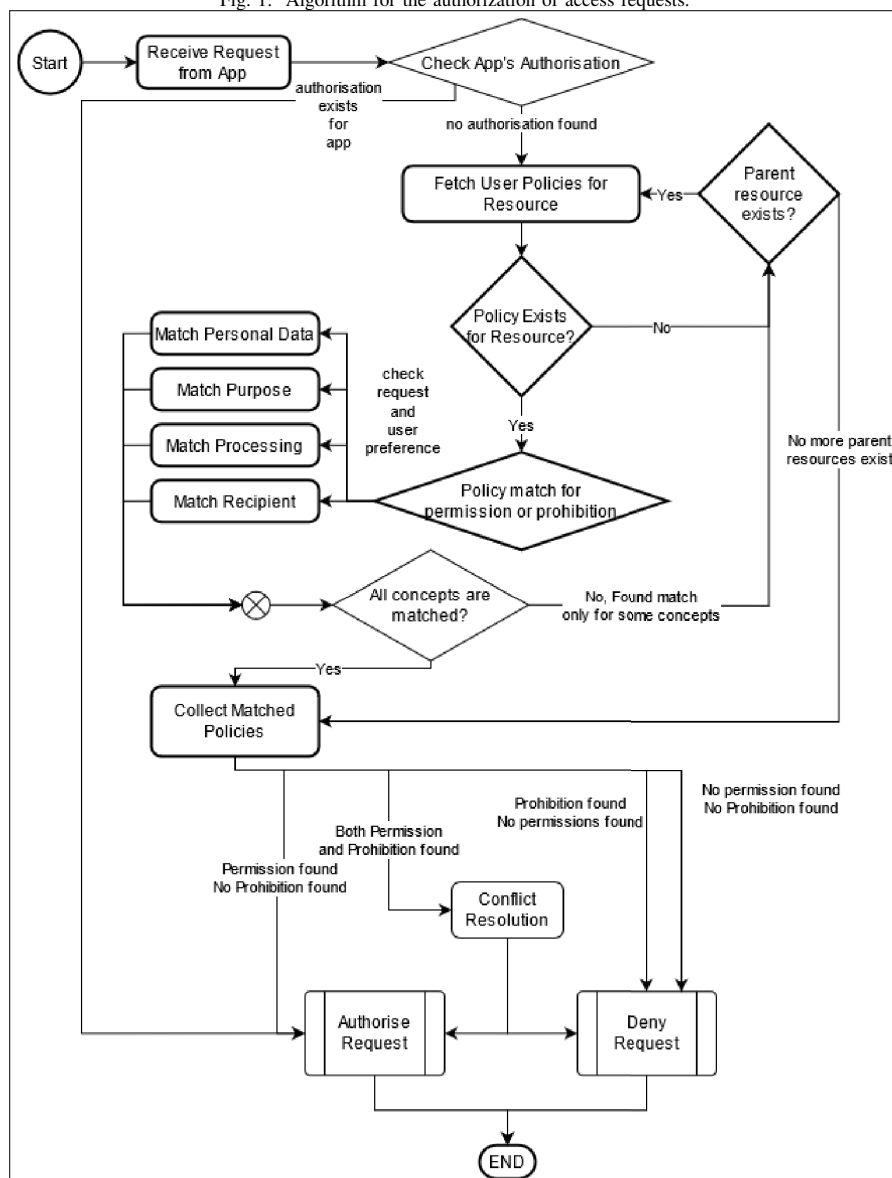 Fig. 1. Algorithm for the authorization of access requests.
Start
Receive Request
from App
Check App's Authorisation
authorisation
exists
for
app
no authorisation found
Fetch User Policies for
Resource
Yes
Parent
resource
exists?
Policy Exists
for Resource?
No
Match Personal Data
Match Purpose
Match Processing
Match Recipient
check
request
and
user
preference
Yes
Policy match for
permission or prohibition
No more parent
resources exist
All concepts are
matched?
No, Found match
only for some concepts
Yes
Collect Matched
Policies
Permission found
No Prohibition found
Both Permission
and Prohibition found
Prohibition found
No permissions found
No permission found
No Prohibition found
Conflict
Resolution
Authorise
Request
Deny
Request
END